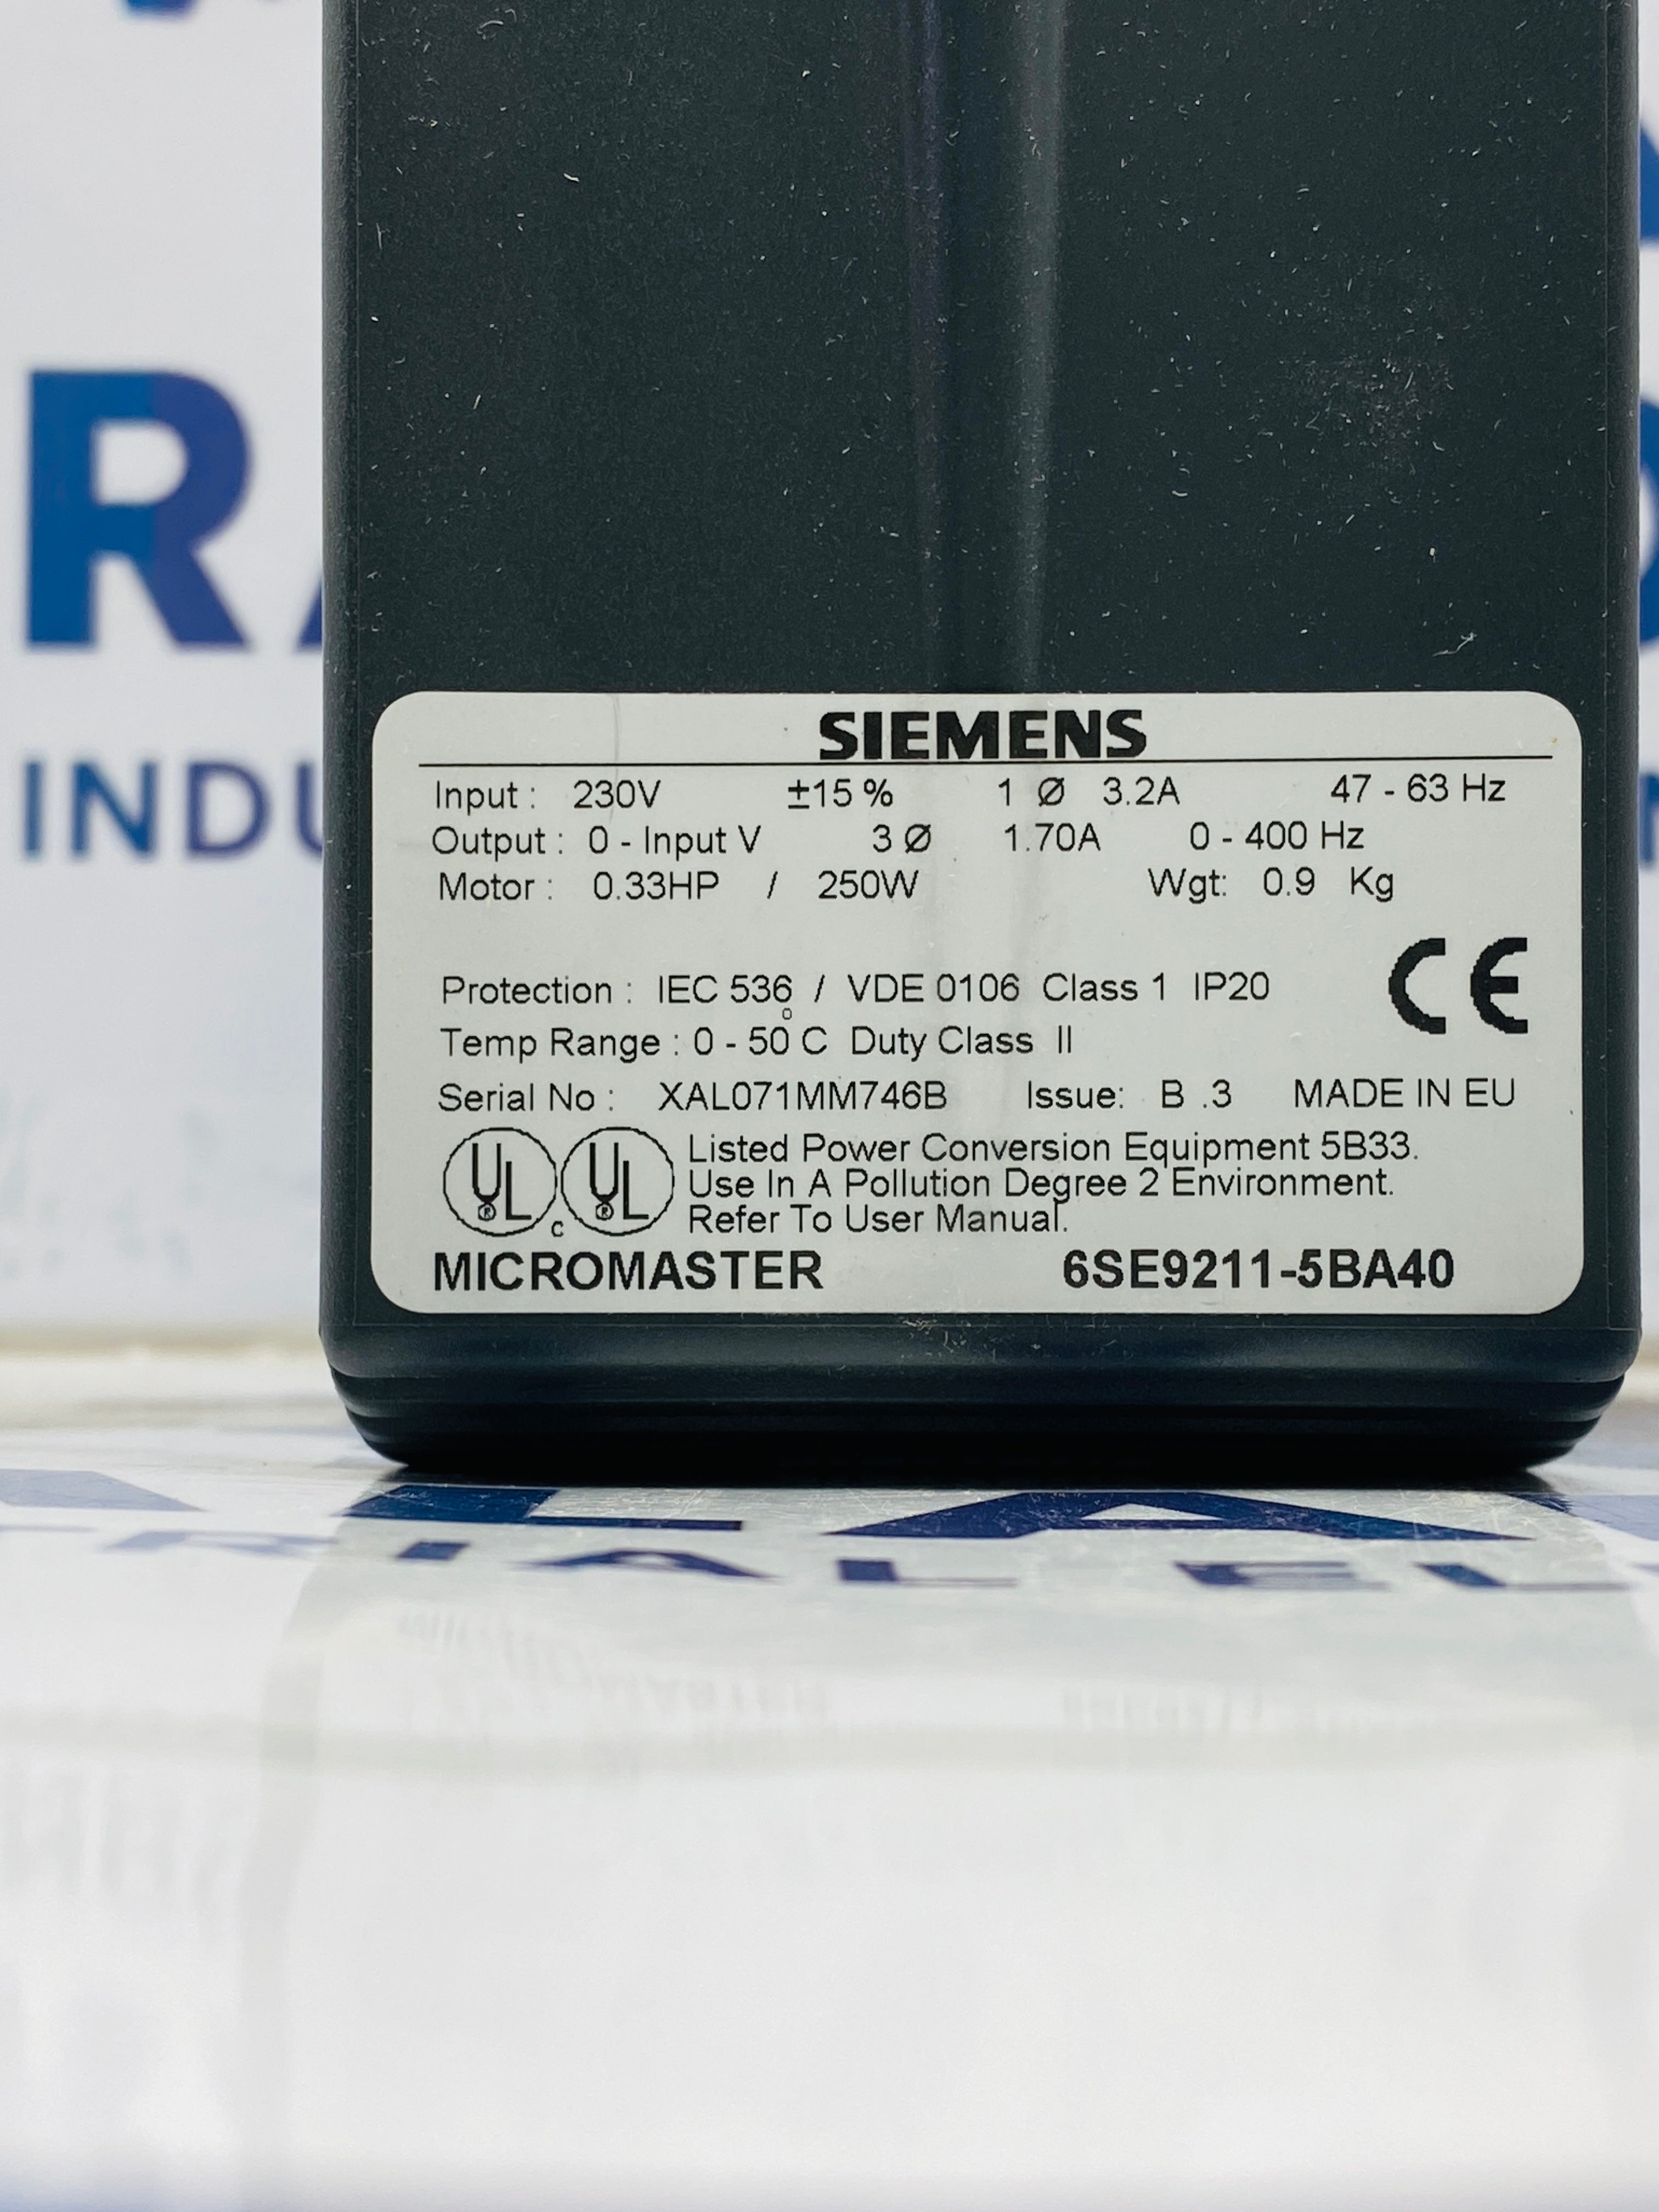 SIEMENS
Input : 230V ±15 % 1 Ø 3.2A 47 - 63 Hz
Output : 0 - Input V 3 Ø 1.70A 0 - 400 Hz
Motor : 0.33HP / 250W Wgt: 0.9 Kg
Protection : IEC 536 / VDE 0106 Class 1 IP20
CE
Temp Range : 0 - 50°C Duty Class II
Serial No : XAL071MM746B Issue: B .3 MADE IN EU
UL ® c UL ® Listed Power Conversion Equipment 5B33.
Use In A Pollution Degree 2 Environment.
Refer To User Manual.
MICROMASTER 6SE9211-5BA40